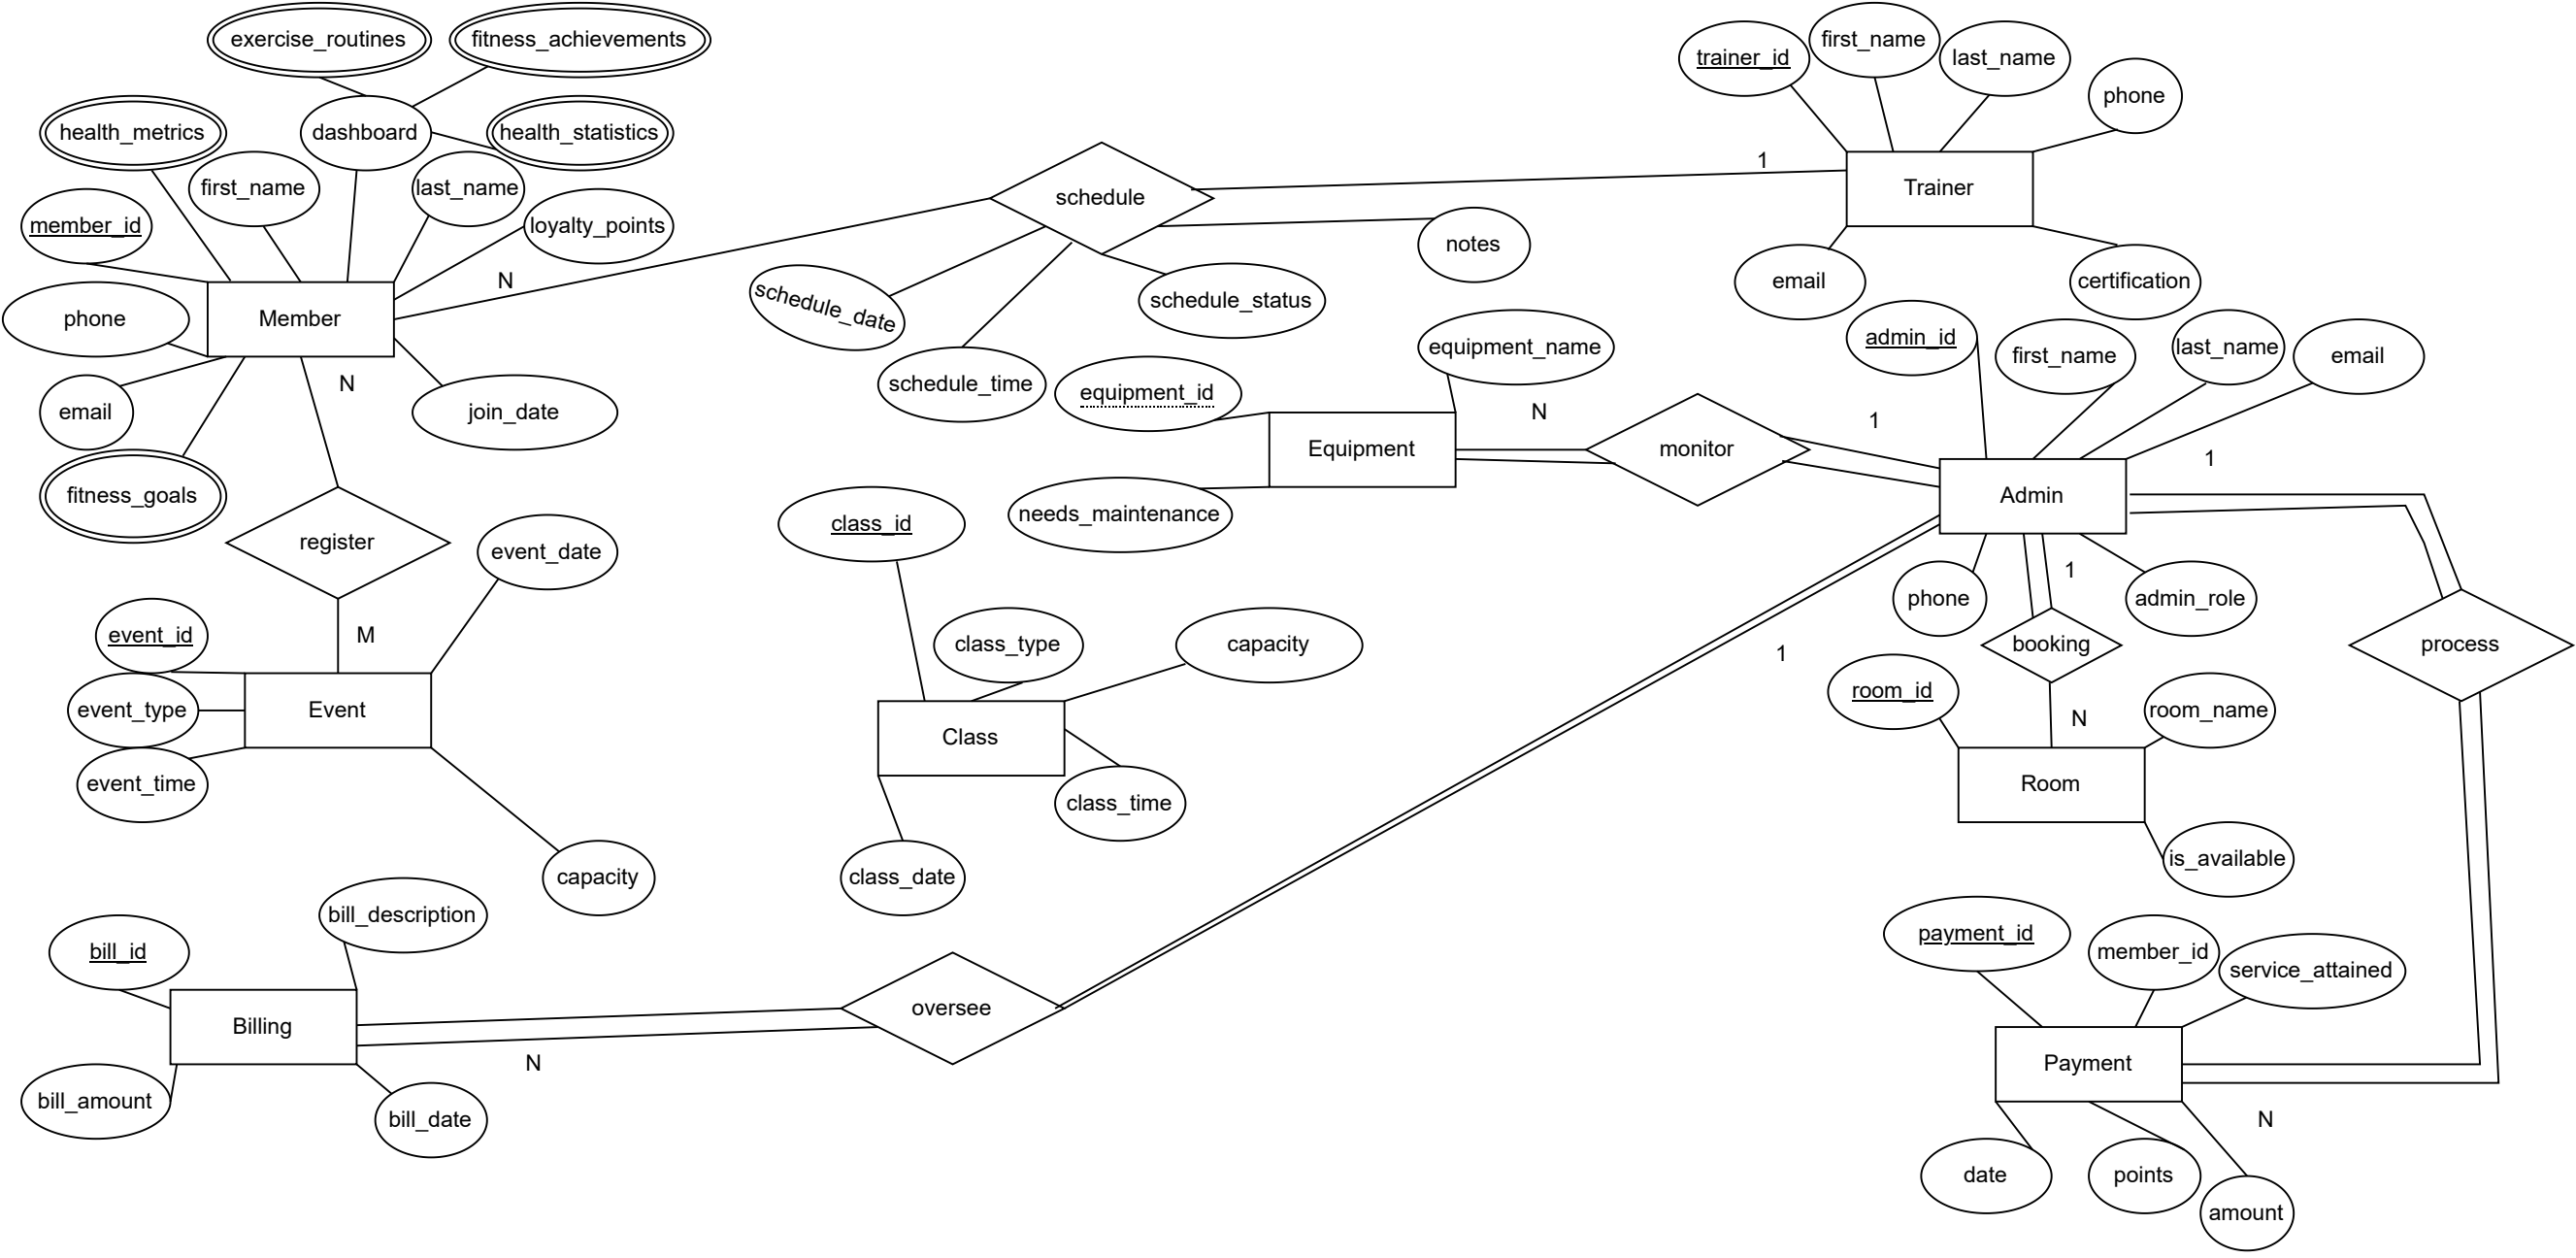 exercise_routines
fitness_achievements
health_metrics
dashboard
health_statistics
first_name
last_name
member_id
loyalty_points
phone
Member
N
email
N
join_date
fitness_goals
schedule
schedule_date
schedule_time
schedule_status
notes
1
trainer_id
first_name
last_name
phone
Trainer
email
certification
register
M
event_id
event_date
event_type
Event
event_time
capacity
equipment_name
equipment_id
Equipment
needs_maintenance
N
monitor
1
admin_id
first_name
last_name
email
1
Admin
phone
1
admin_role
booking
process
class_id
class_type
capacity
Class
class_time
class_date
1
room_id
N
room_name
Room
is_available
bill_description
bill_id
Billing
bill_amount
bill_date
N
oversee
payment_id
member_id
service_attained
Payment
N
date
points
amount